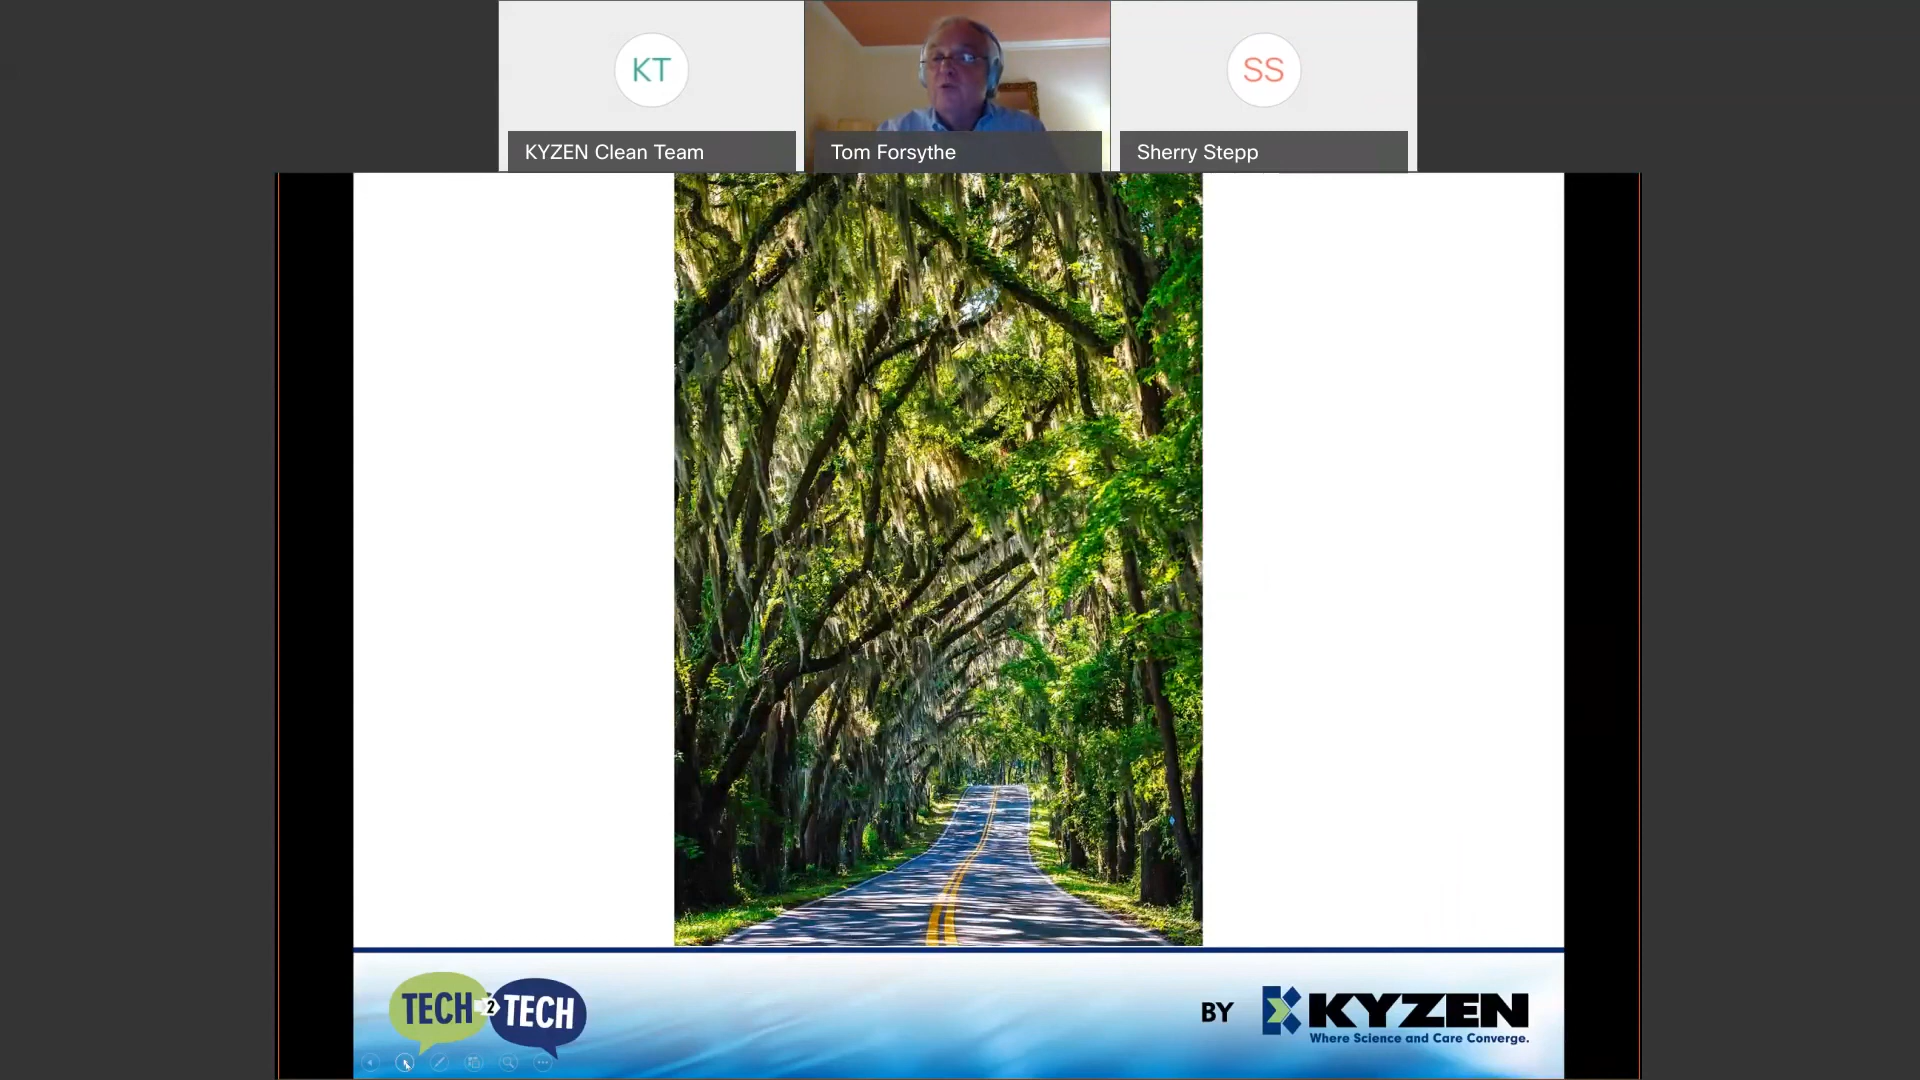 KT
SS
KYZEN Clean Team
Tom Forsythe
Sherry Stepp
TECH 2 TECH
BY KYZEN
Where Science and Care Converge.